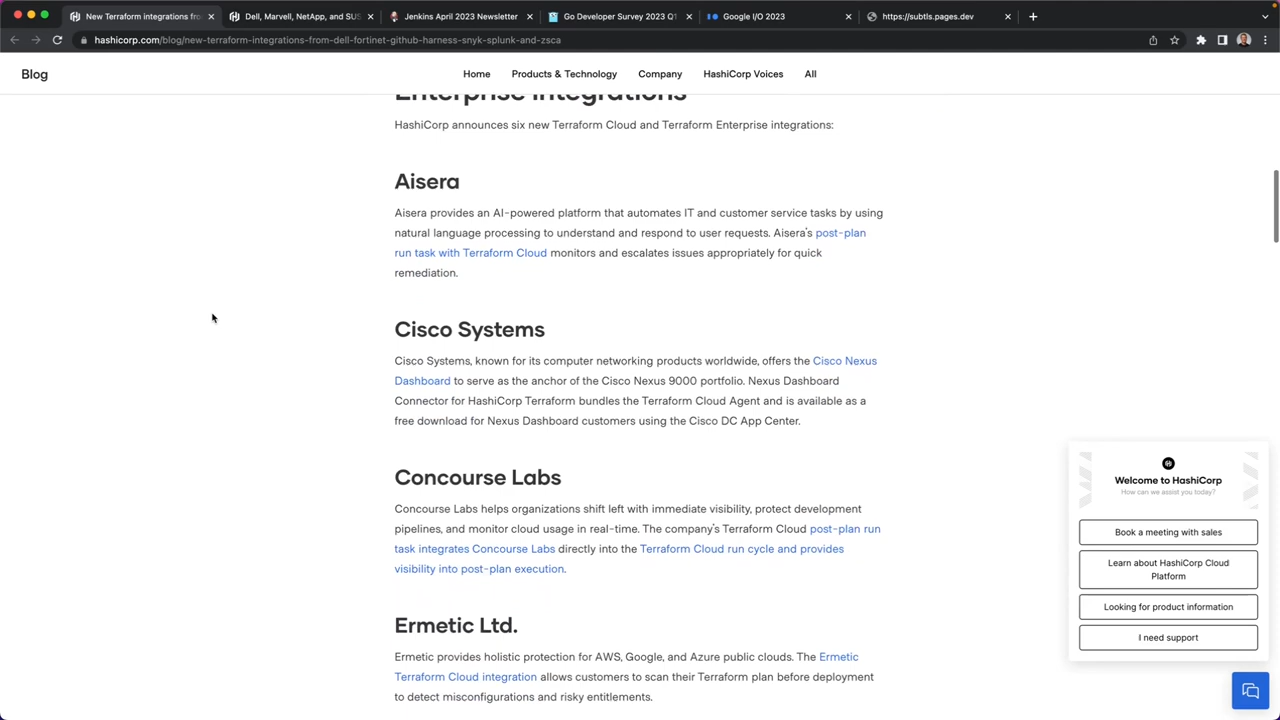 New Terraform integrations from
Dell, Marvell, NetApp, and SUS
Jenkins April 2023 Newsletter
Go Developer Survey 2023 Q1
Google I/O 2023
https://subtls.pages.dev
hashicorp.com/blog/new-terraform-integrations-from-dell-fortinet-github-harness-snyk-splunk-and-zsca
Blog
Home
Products & Technology
Company
HashiCorp Voices
All
Enterprise Integrations
HashiCorp announces six new Terraform Cloud and Terraform Enterprise integrations:
Aisera
Aisera provides an AI-powered platform that automates IT and customer service tasks by using
natural language processing to understand and respond to user requests. Aisera's post-plan
run task with Terraform Cloud monitors and escalates issues appropriately for quick
remediation.
Cisco Systems
Cisco Systems, known for its computer networking products worldwide, offers the Cisco Nexus
Dashboard to serve as the anchor of the Cisco Nexus 9000 portfolio. Nexus Dashboard
Connector for HashiCorp Terraform bundles the Terraform Cloud Agent and is available as a
free download for Nexus Dashboard customers using the Cisco DC App Center.
Concourse Labs
Concourse Labs helps organizations shift left with immediate visibility, protect development
pipelines, and monitor cloud usage in real-time. The company's Terraform Cloud post-plan run
task integrates Concourse Labs directly into the Terraform Cloud run cycle and provides
visibility into post-plan execution.
Ermetic Ltd.
Ermetic provides holistic protection for AWS, Google, and Azure public clouds. The Ermetic
Terraform Cloud integration allows customers to scan their Terraform plan before deployment
to detect misconfigurations and risky entitlements.
Welcome to HashiCorp
How can we assist you today?
Book a meeting with sales
Learn about HashiCorp Cloud
Platform
Looking for product information
I need support